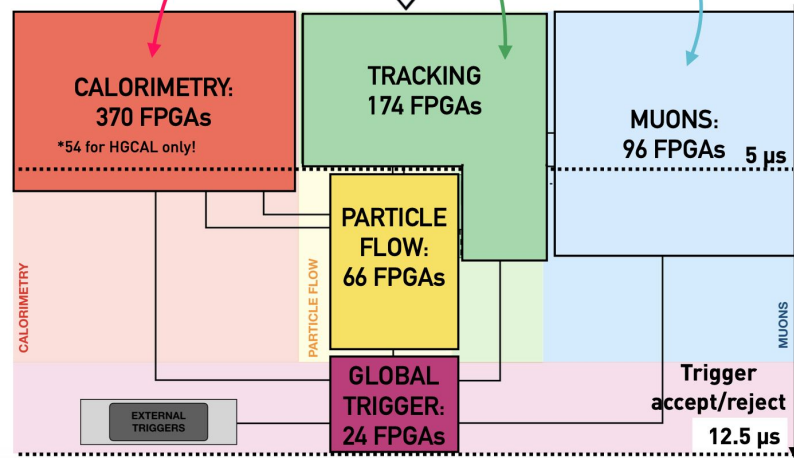 CALORIMETRY:
370 FPGAs
*54 for HGCAL only!
TRACKING
174 FPGAs
MUONS:
96 FPGAs
5 µs
PARTICLE
FLOW:
66 FPGAs
CALORIMETRY
PARTICLE FLOW
MUONS
GLOBAL
TRIGGER:
24 FPGAs
EXTERNAL
TRIGGERS
Trigger
accept/reject
12.5 µs